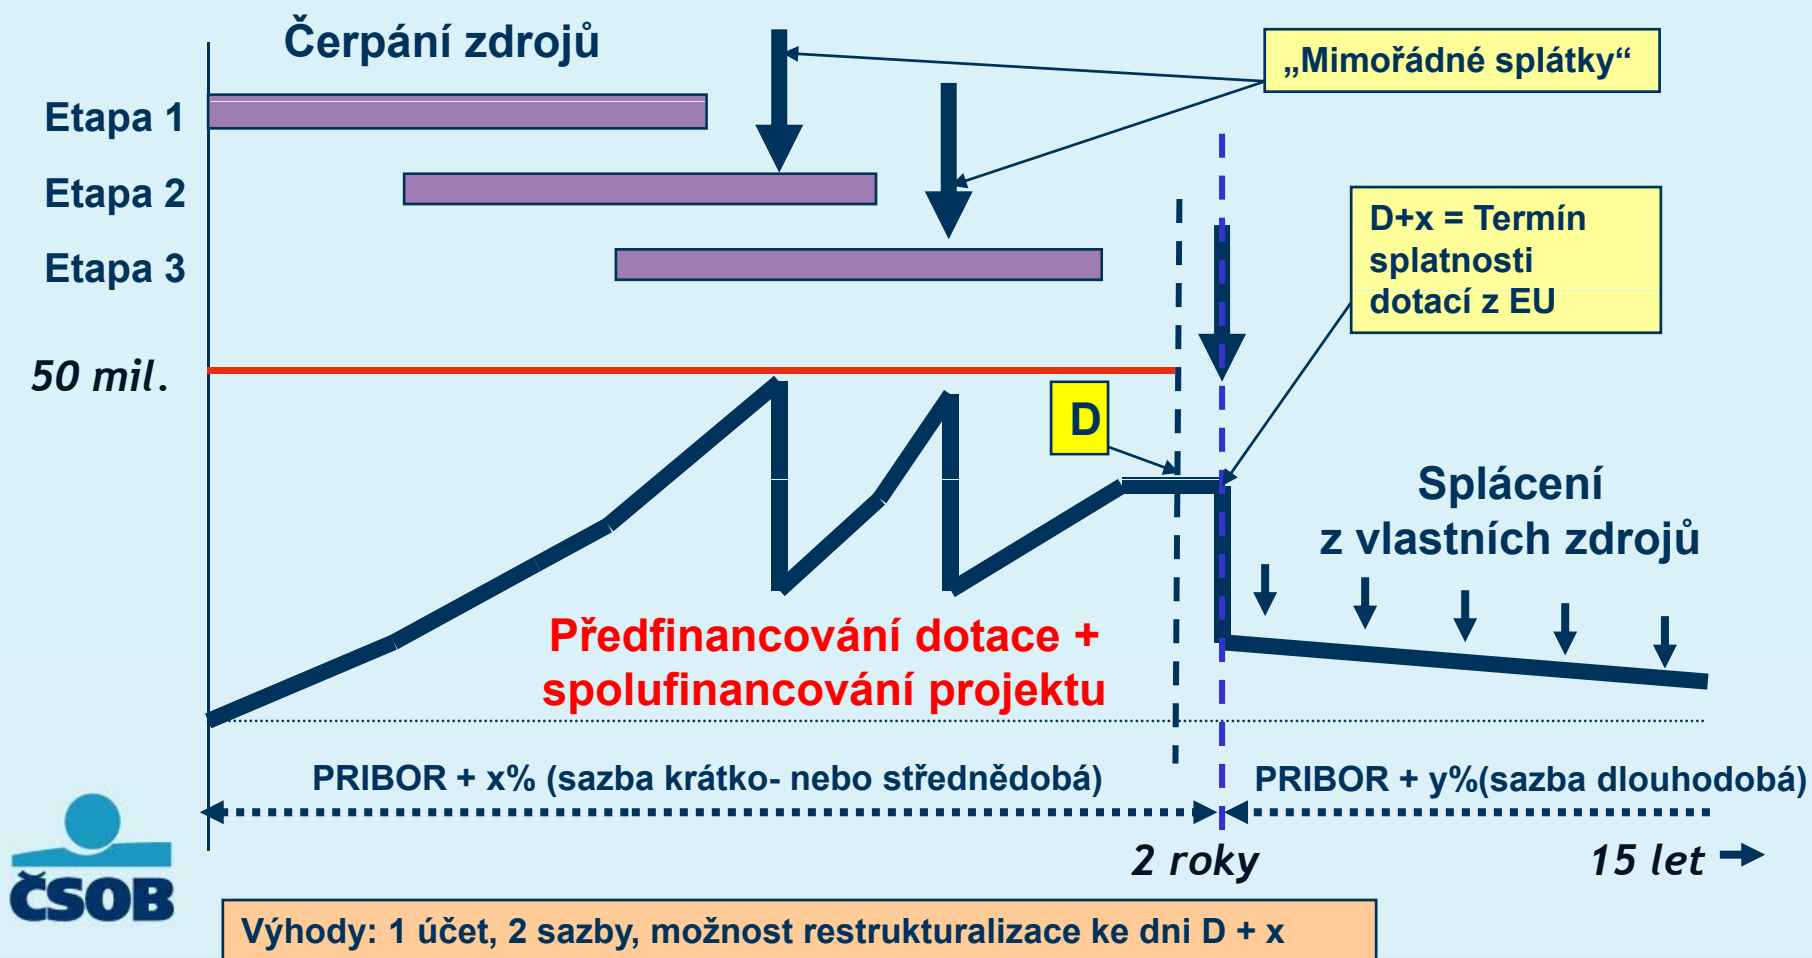 Čerpání zdrojů
„Mimořádné splátky“
Etapa 1
Etapa 2
Etapa 3
D+x = Termín
splatnosti
dotací z EU
50 mil.
D
Splácení
z vlastních zdrojů
Předfinancování dotace +
spolufinancování projektu
PRIBOR + x% (sazba krátko- nebo střednědobá)
PRIBOR + y%(sazba dlouhodobá)
2 roky
15 let
ČSOB
Výhody: 1 účet, 2 sazby, možnost restrukturalizace ke dni D + x